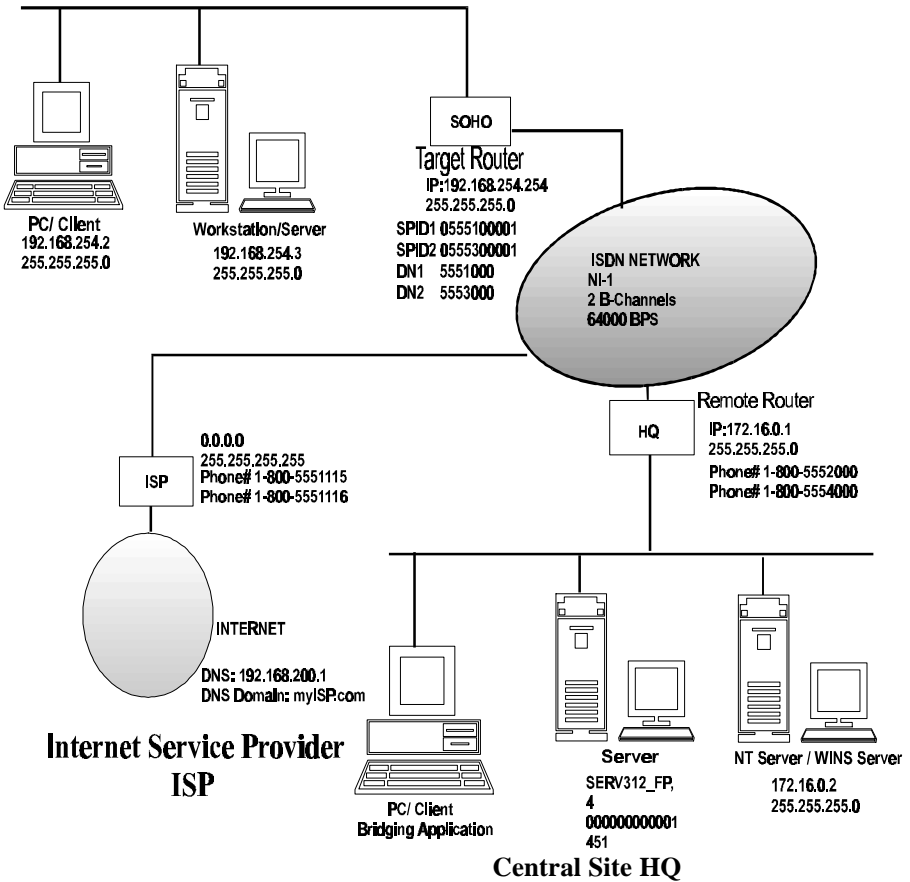 SOHO
Target Router
IP:192.168.254.254
255.255.255.0
SPID1 0555100001
SPID2 0555300001
DN1 5551000
DN2 5553000
PC/ Client
192.168.254.2
255.255.255.0
Workstation/Server
192.168.254.3
255.255.255.0
ISDN NETWORK
NI-1
2 B-Channels
64000 BPS
Remote Router
HQ
IP:172.16.0.1
255.255.255.0
Phone# 1-800-5552000
Phone# 1-800-5554000
0.0.0.0
255.255.255.255
Phone# 1-800-5551115
Phone# 1-800-5551116
ISP
INTERNET
DNS: 192.168.200.1
DNS Domain: myISP.com
Internet Service Provider
ISP
PC/ Client
Bridging Application
Server
SERV312_FP,
4
000000000001
451
NT Server / WINS Server
172.16.0.2
255.255.255.0
Central Site HQ